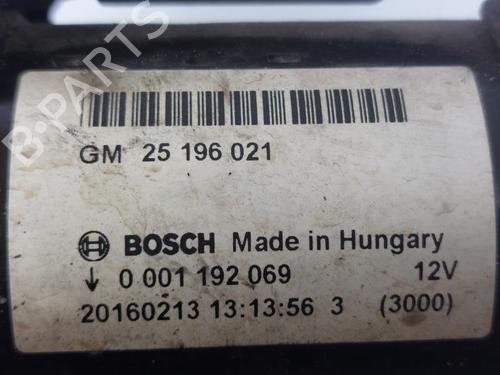 B-PARTS
GM 25 196 021
BOSCH Made in Hungary
0 001 192 069 12V
20160213 13:13:56 3 (3000)